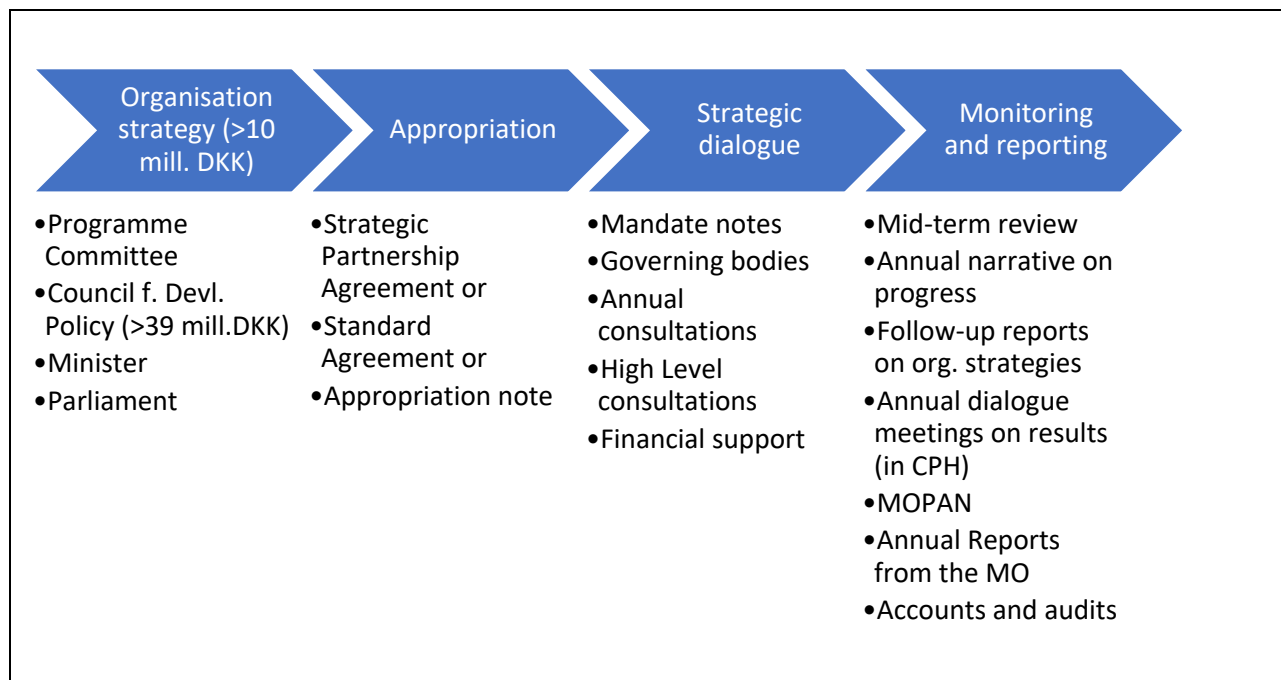 Organisation
strategy (>10
mill. DKK)
Appropriation
Strategic
dialogue
Monitoring
and reporting
•Programme
Committee
•Council f. Devl.
Policy (>39 mill.DKK)
•Minister
•Parliament
•Strategic
Partnership
Agreement or
•Standard
Agreement or
•Appropriation note
•Mandate notes
•Governing bodies
•Annual
consultations
•High Level
consultations
•Financial support
•Mid-term review
•Annual narrative on
progress
•Follow-up reports
on org. strategies
•Annual dialogue
meetings on results
(in CPH)
•MOPAN
•Annual Reports
from the MO
•Accounts and audits